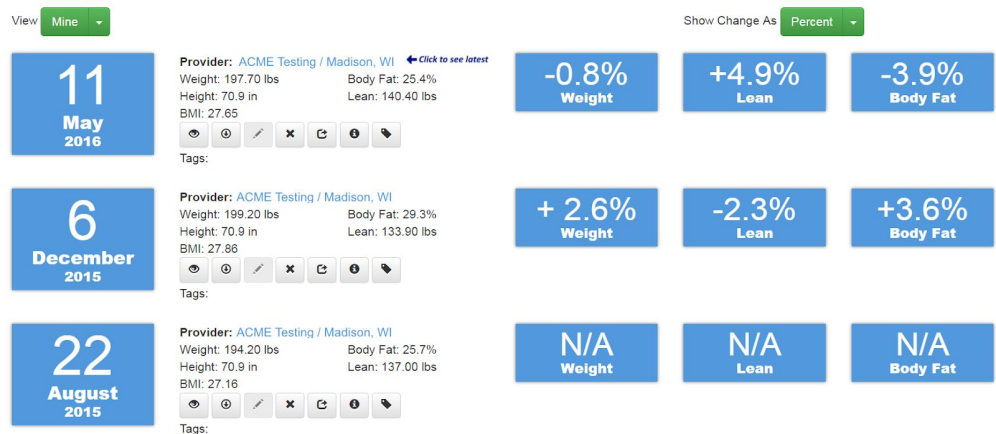 View Mine
Show Change As Percent
11
May
2016
Provider: ACME Testing / Madison, WI Click to see latest
Weight: 197.70 lbs Body Fat: 25.4%
Height: 70.9 in Lean: 140.40 lbs
BMI: 27.65
Tags:
-0.8%
Weight
+4.9%
Lean
-3.9%
Body Fat
6
December
2015
Provider: ACME Testing / Madison, WI
Weight: 199.20 lbs Body Fat: 29.3%
Height: 70.9 in Lean: 133.90 lbs
BMI: 27.86
Tags:
+ 2.6%
Weight
-2.3%
Lean
+3.6%
Body Fat
22
August
2015
Provider: ACME Testing / Madison, WI
Weight: 194.20 lbs Body Fat: 25.7%
Height: 70.9 in Lean: 137.00 lbs
BMI: 27.16
Tags:
N/A
Weight
N/A
Lean
N/A
Body Fat